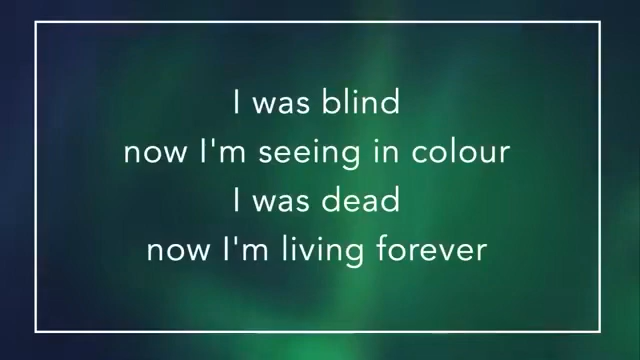 I was blind
now I'm seeing in colour
I was dead
now I'm living forever